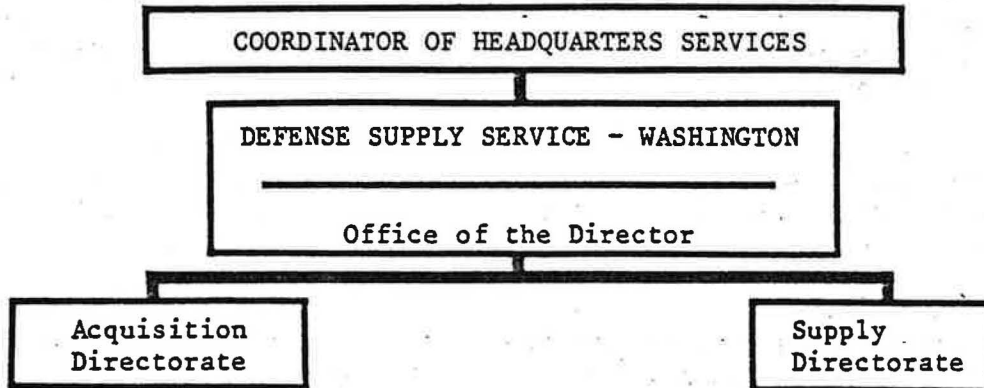 COORDINATOR OF HEADQUARTERS SERVICES
DEFENSE SUPPLY SERVICE - WASHINGTON
Office of the Director
Acquisition
Directorate
Supply
Directorate